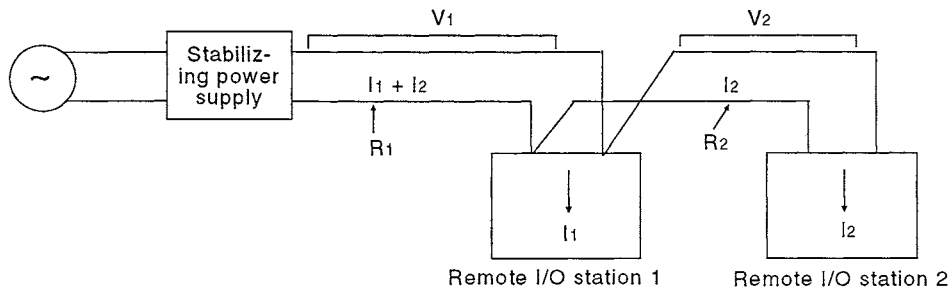 V1
V2
~
Stabiliz-
ing power
supply
I1 + I2
I2
R1
R2
I1
I2
Remote I/O station 1
Remote I/O station 2